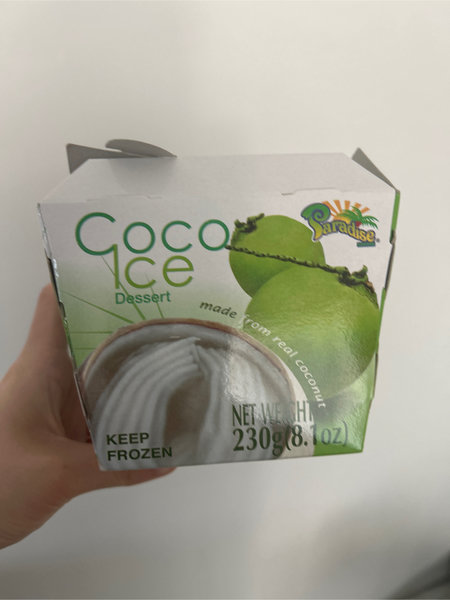 Coco
Ice
Dessert
Paradise
made from real coconut
NET WEIGHT
230g(8.1oz)
KEEP
FROZEN